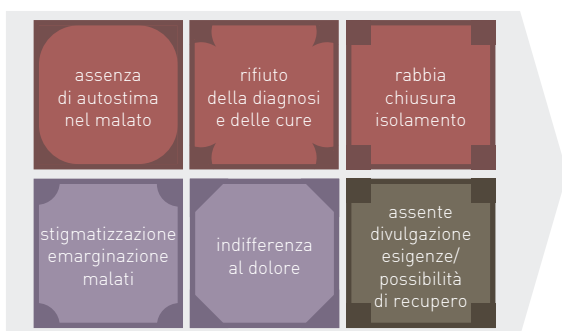 assenza
di autostima
nel malato
rifiuto
della diagnosi
e delle cure
rabbia
chiusura
isolamento
stigmatizzazione
emarginazione
malati
indifferenza
al dolore
assente
divulgazione
esigenze/
possibilità
di recupero